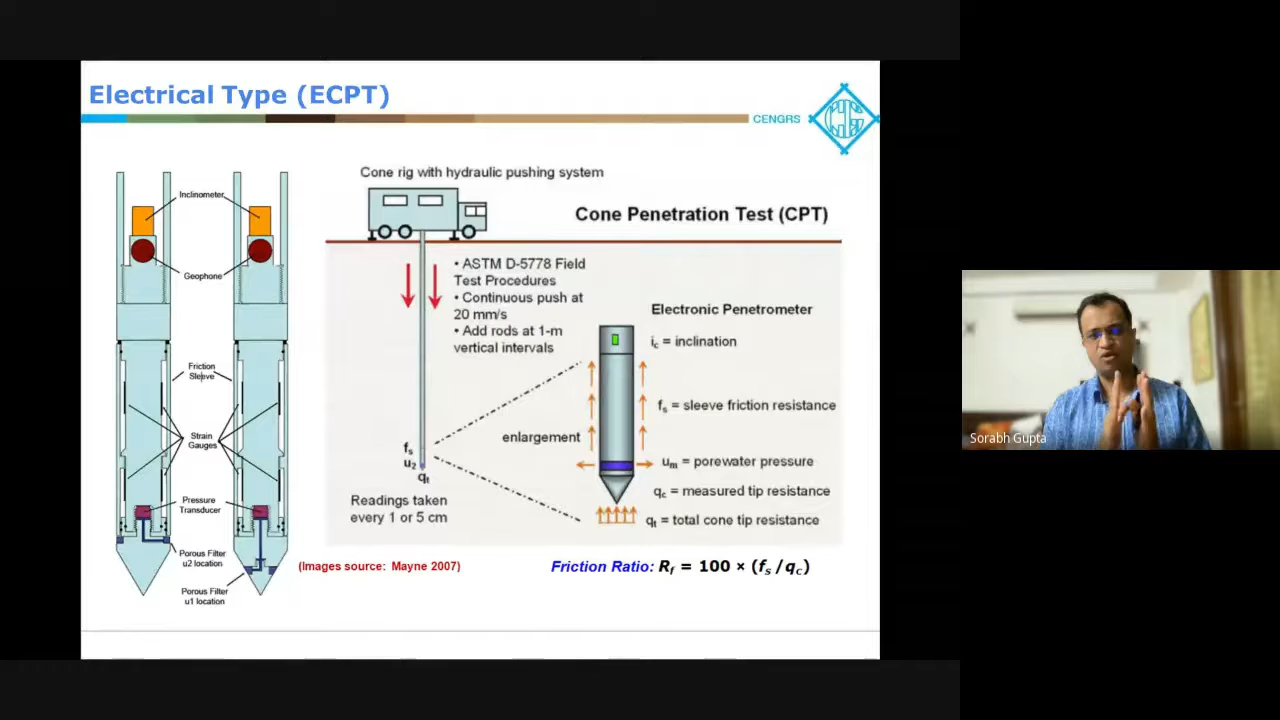 Electrical Type (ECPT)
CENGRS
Inclinometer
Geophone
Friction
Sleeve
Strain
Gauges
Pressure
Transducer
Porous Filter
u2 location
Porous Filter
u1 location
Cone rig with hydraulic pushing system
Cone Penetration Test (CPT)
• ASTM D-5778 Field
Test Procedures
• Continuous push at
20 mm/s
• Add rods at 1-m
vertical intervals
Electronic Penetrometer
ic = inclination
fs = sleeve friction resistance
enlargement
um = porewater pressure
qc = measured tip resistance
qt = total cone tip resistance
fs
u2
qt
Readings taken
every 1 or 5 cm
(Images source: Mayne 2007)
Friction Ratio: Rf = 100 × (fs / qc)
Sorabh Gupta